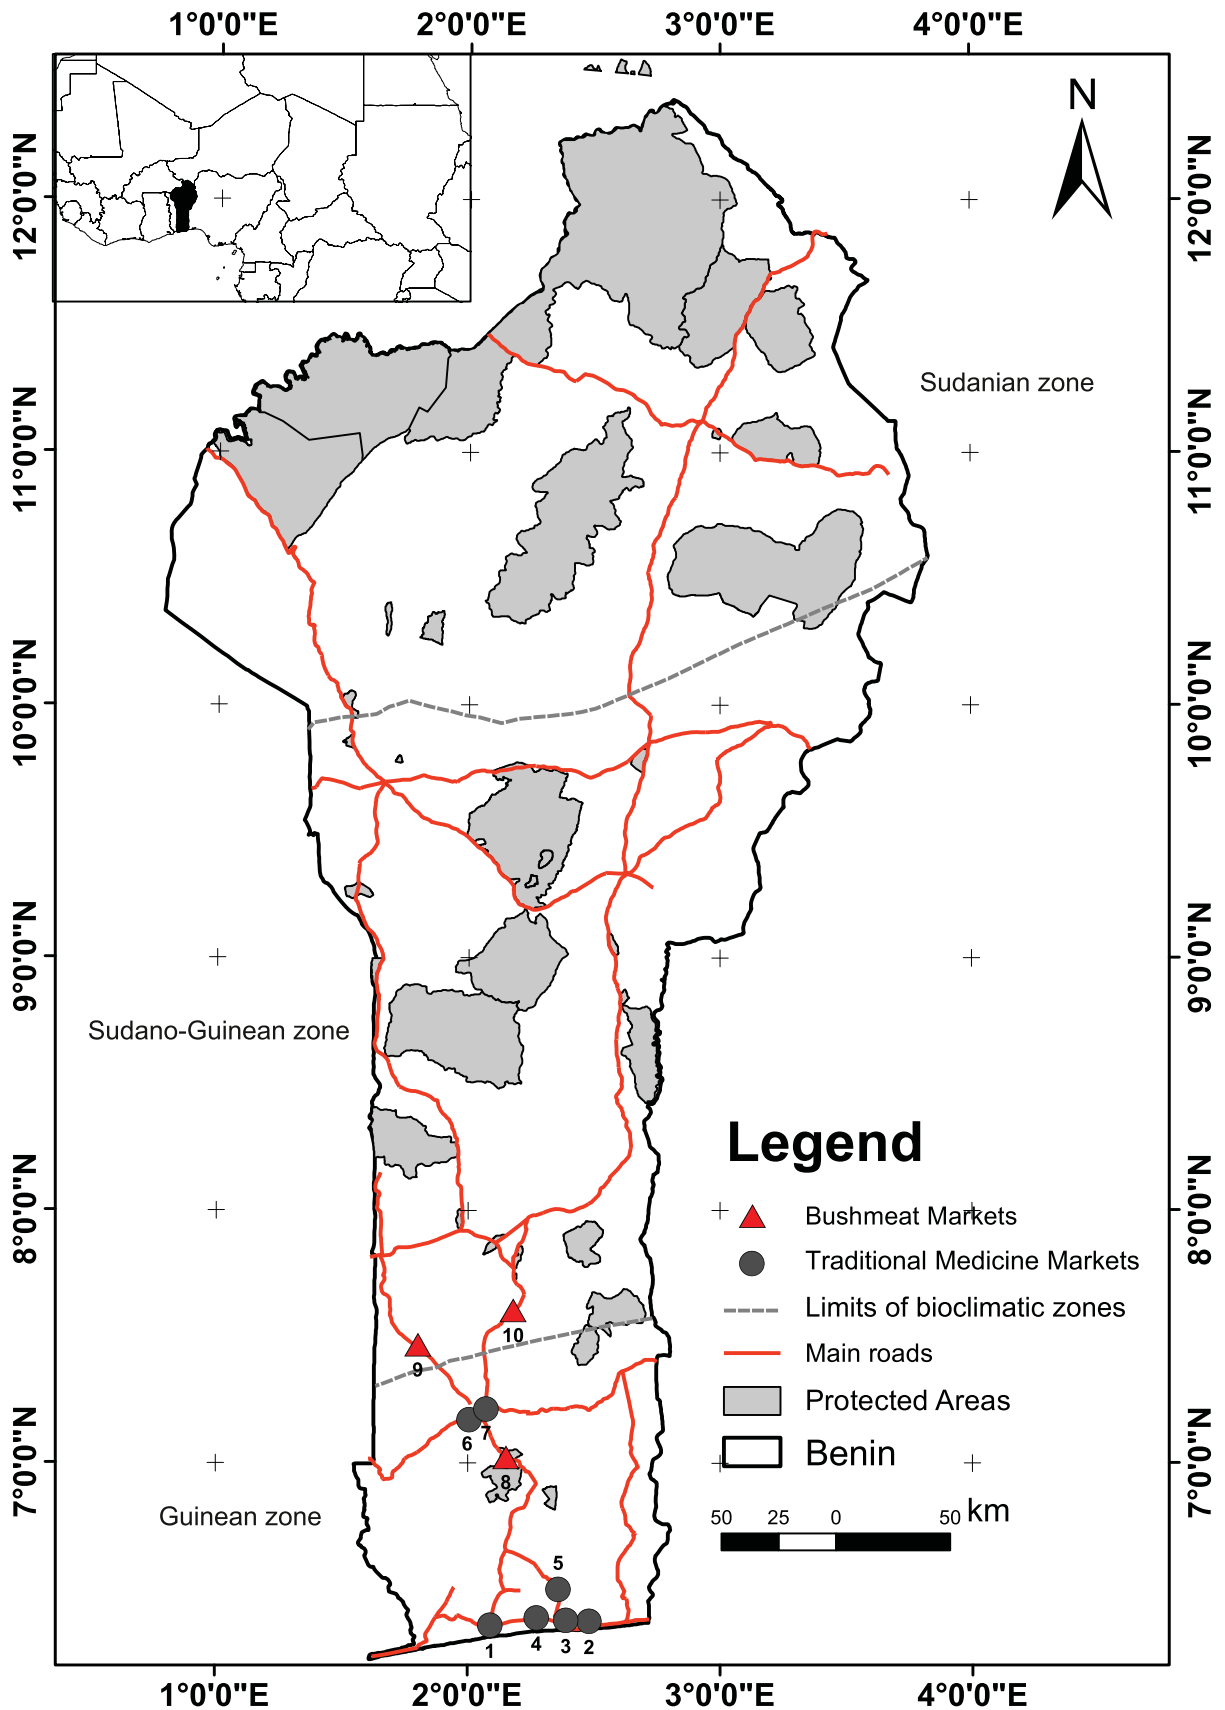 1°0'0"E 2°0'0"E 3°0'0"E 4°0'0"E
N
12°0'0"N 12°0'0"N
Sudanian zone
11°0'0"N 11°0'0"N
10°0'0"N 10°0'0"N
9°0'0"N 9°0'0"N
Sudano-Guinean zone
Legend
8°0'0"N 8°0'0"N
Bushmeat Markets
Traditional Medicine Markets
Limits of bioclimatic zones
Main roads
Protected Areas
Benin
10
9
7°0'0"N 7°0'0"N
6 7
8
Guinean zone
50 25 0 50 km
5
1 4 3 2
1°0'0"E 2°0'0"E 3°0'0"E 4°0'0"E